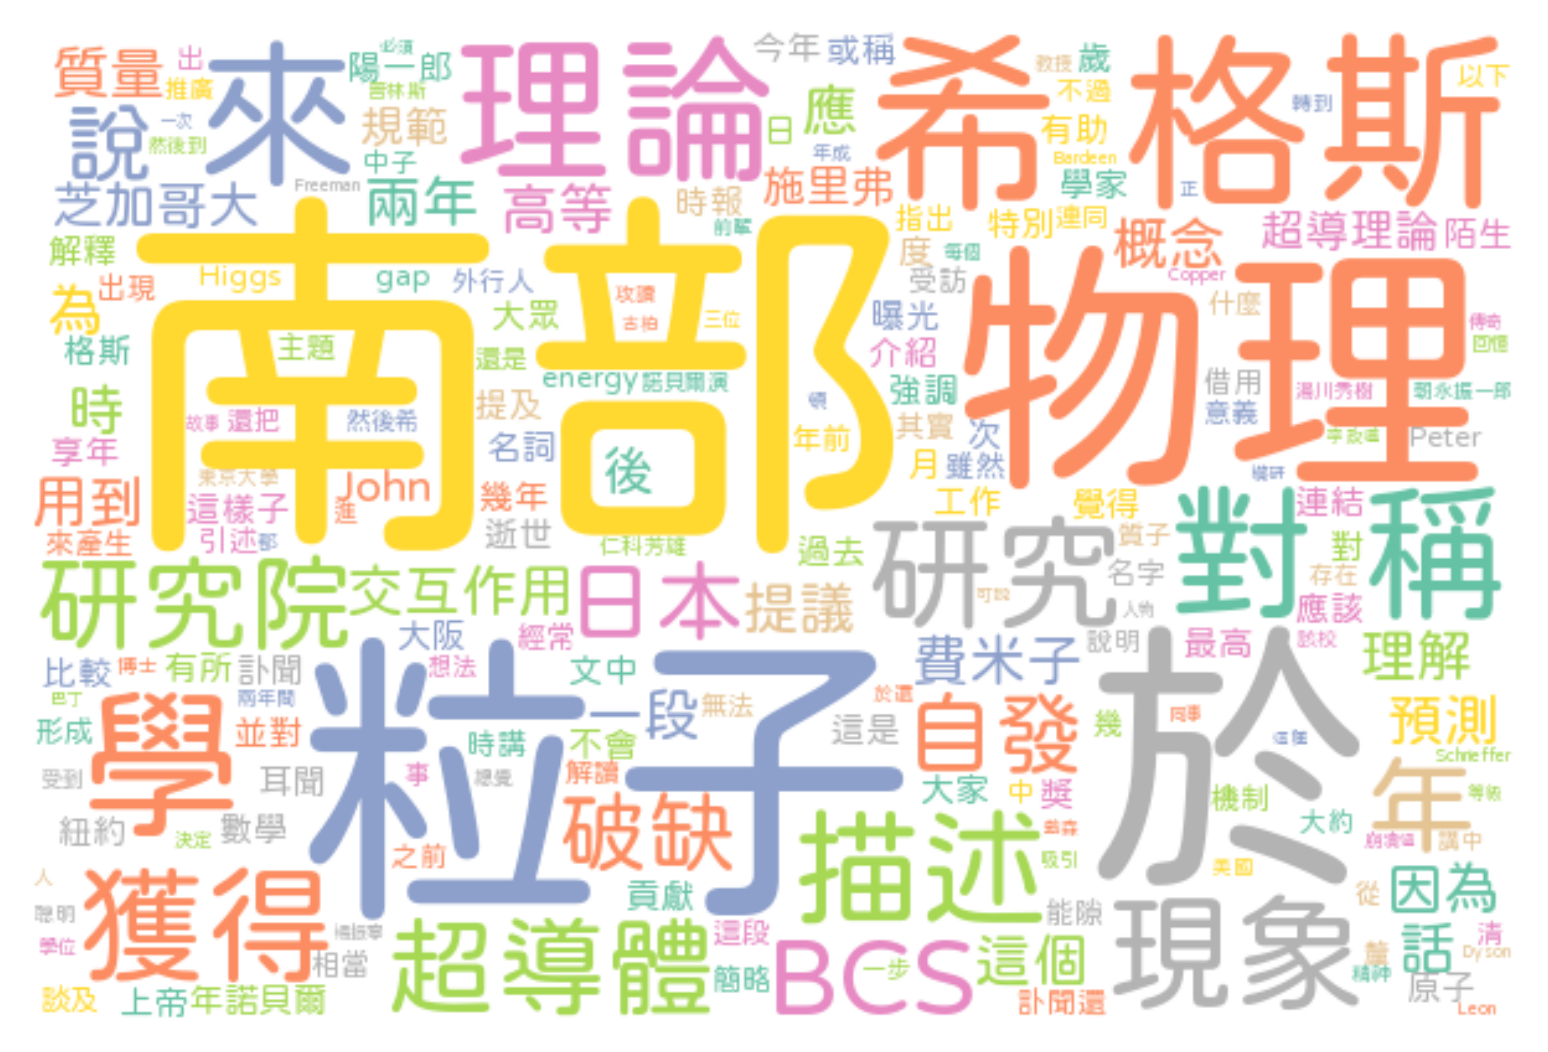 質量 出 來 陽一郎 必須 理論 今年 或稱 希格斯 教授 歲 以下
推廣 不過 轉到
說 一次 規範 日 應 有助
然後到 中子 年成 Bardeen
芝加哥大 Freeman 兩年 高等 時報 施里弗 學家 正
前輩 指出 特別 連同 概念 超導理論 陌生
解釋 南部 度 每個 物理
出現 Higgs gap 外行人 攻讀 受訪 Copper 什麼
為 大眾 吉柏 三位 曝光 傳奇
格斯 主題 還是 介紹 回憶
energy 諾貝爾演 強調 借用 湯川秀樹 朝永振一郎
時 故事 還把 然後希 提及 其實 意義
享年 名詞 後 年前 次 Peter
東京大學 月 雖然
用到 這樣子 John 進 幾年 工作 覺得 連結 對稱
來產生 引述 逝世 仁科芳雄 過去 研究 質子 對
研究院 交互作用 日本 提議 名字 存在
可說 人物 應該
大阪 經常 費米子 說明 最高 該校 理解
比較 博士 有所 訃聞 粒子 想法 文中 於
巴丁 兩年間 一段 無法 於還
形成 學 並對 時講 不會 這是 自發 幾 同事 預測
受到 耳聞 事 總覺 解讀 大家 中 獎 機制 Schrieffer
年 等級
紐約 決定 數學 之前 破缺 描述 戴森 大約 講中
人 吸引 美國
聰明 獲得 貢獻 能隙 從 因為
學位 相當 超導體 這段 現象 話 清
BCS 一步 這個 Dyson
談及 上帝 年諾貝爾 簡略 訃聞還 精神 原子 Leon